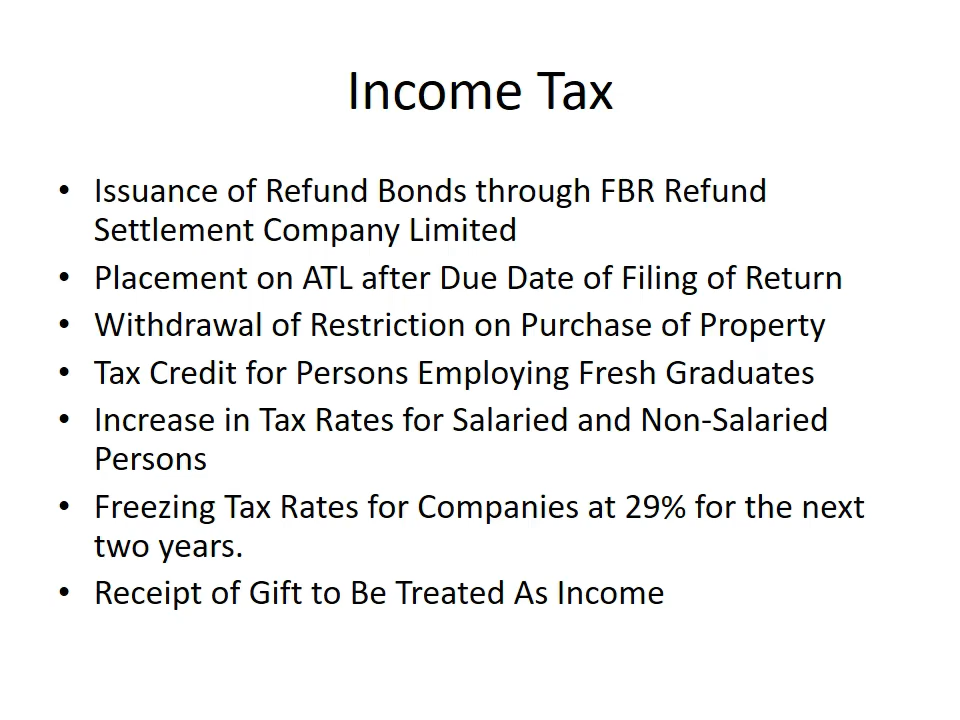 Income Tax
• Issuance of Refund Bonds through FBR Refund
Settlement Company Limited
• Placement on ATL after Due Date of Filing of Return
• Withdrawal of Restriction on Purchase of Property
• Tax Credit for Persons Employing Fresh Graduates
• Increase in Tax Rates for Salaried and Non-Salaried
Persons
• Freezing Tax Rates for Companies at 29% for the next
two years.
• Receipt of Gift to Be Treated As Income